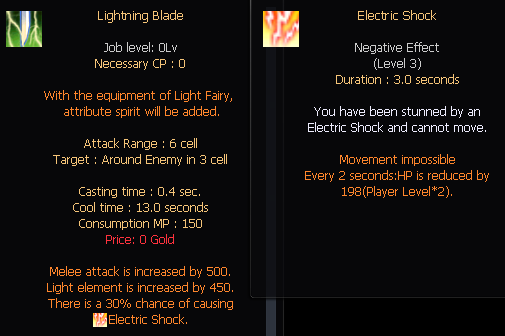 Lightning Blade
Job level: 0Lv
Necessary CP : 0
With the equipment of Light Fairy,
attribute spirit will be added.
Attack Range : 6 cell
Target : Around Enemy in 3 cell
Casting time : 0.4 sec.
Cool time : 13.0 seconds
Consumption MP : 150
Price: 0 Gold
Melee attack is increased by 500.
Light element is increased by 450.
There is a 30% chance of causing
Electric Shock.
Electric Shock
Negative Effect
(Level 3)
Duration : 3.0 seconds
You have been stunned by an
Electric Shock and cannot move.
Movement impossible
Every 2 seconds:HP is reduced by
198(Player Level*2).